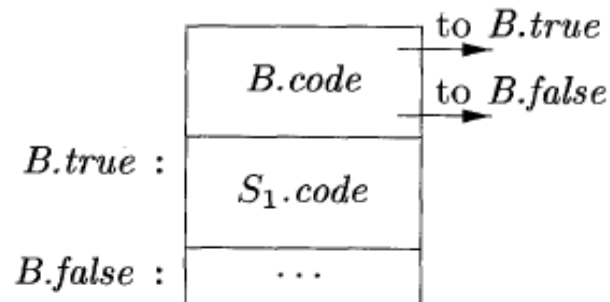 to B.true
B.code
to B.false
B.true :
S₁.code
B.false :
...